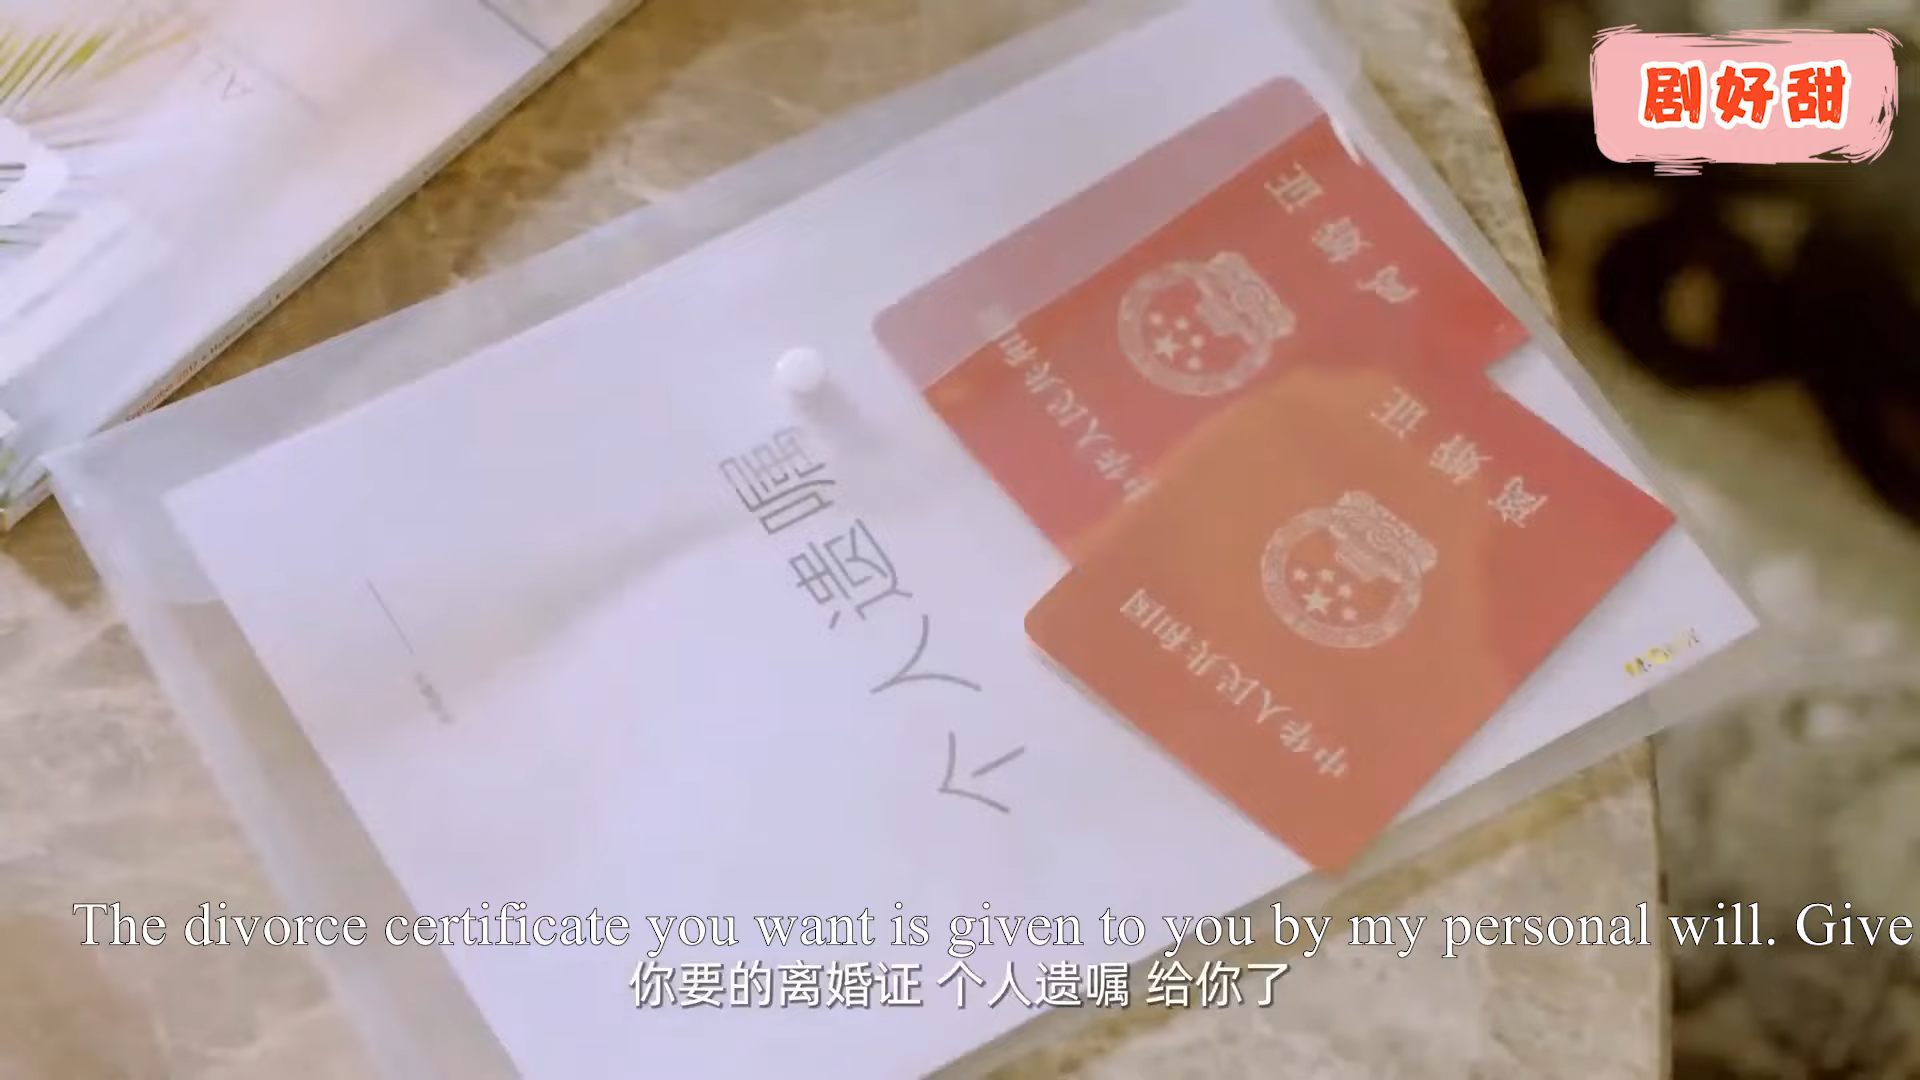 剧好甜
离婚证
中华人民共和国
离婚证
中华人民共和国
个人遗嘱
The divorce certificate you want is given to you by my personal will. Give
你要的离婚证 个人遗嘱 给你了